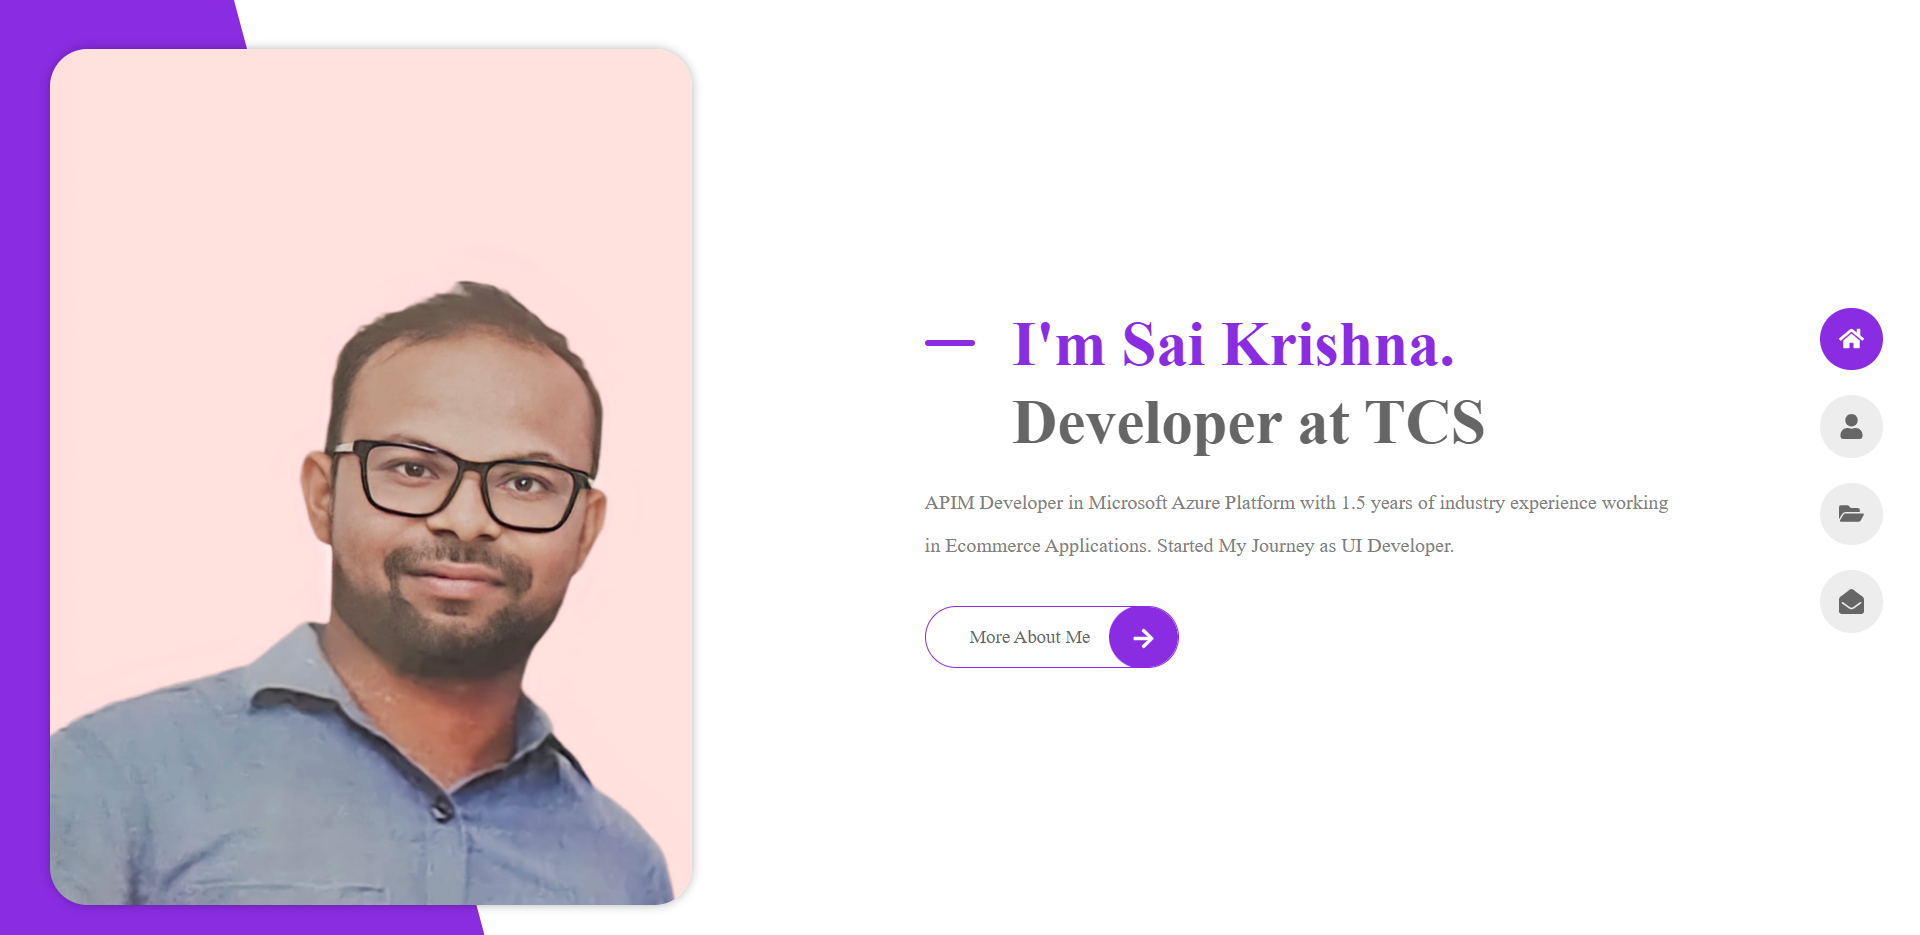 I'm Sai Krishna.
Developer at TCS
APIM Developer in Microsoft Azure Platform with 1.5 years of industry experience working
in Ecommerce Applications. Started My Journey as UI Developer.
More About Me